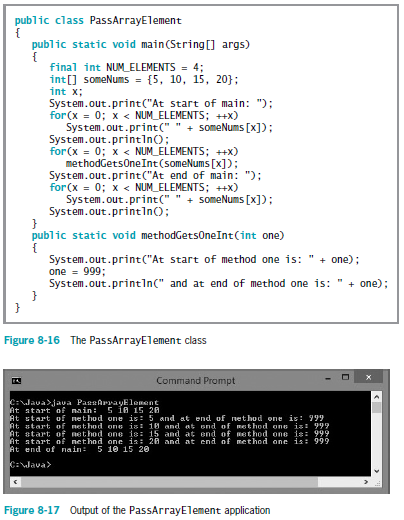 public class PassArrayElement
{
public static void main(String[] args)
{
final int NUM_ELEMENTS = 4;
int[] someNums = {5, 10, 15, 20};
int x;
System.out.print("At start of main: ");
for(x = 0; x < NUM_ELEMENTS; ++x)
System.out.print(" " + someNums[x]);
System.out.println();
for(x = 0; x < NUM_ELEMENTS; ++x)
methodGetsOneInt(someNums[x]);
System.out.print("At end of main: ");
for(x = 0; x < NUM_ELEMENTS; ++x)
System.out.print(" " + someNums[x]);
System.out.println();
}
public static void methodGetsOneInt(int one)
{
System.out.print("At start of method one is: " + one);
one = 999;
System.out.println(" and at end of method one is: " + one);
}
}
Figure 8-16 The PassArrayElement class
Command Prompt
C:\Java>java PassArrayElement
At start of main:  5 10 15 20
At start of method one is: 5 and at end of method one is: 999
At start of method one is: 10 and at end of method one is: 999
At start of method one is: 15 and at end of method one is: 999
At start of method one is: 20 and at end of method one is: 999
At end of main:  5 10 15 20
C:\Java>
Figure 8-17 Output of the PassArrayElement application